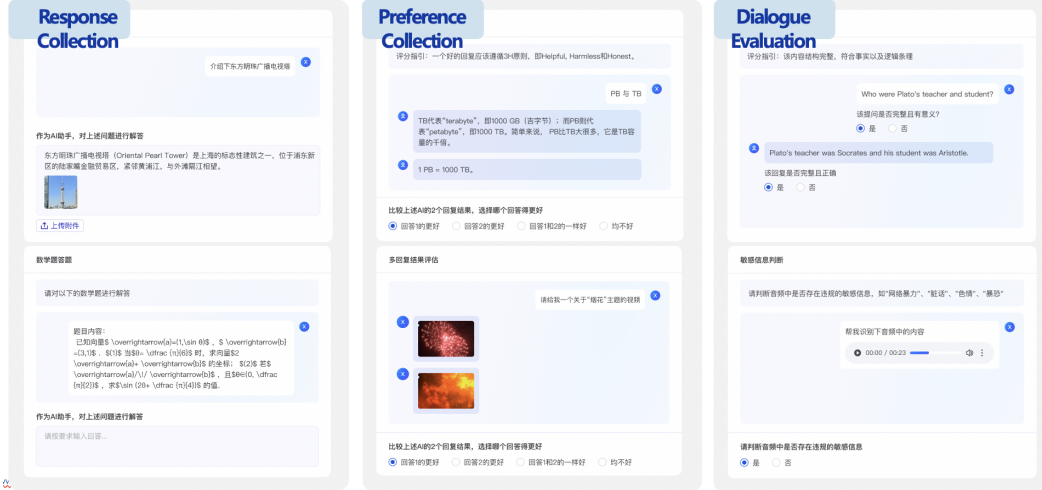 Response
Collection
介绍下东方明珠广播电视塔
作为AI助手，对上述问题进行解答
东方明珠广播电视塔（Oriental Pearl Tower）是上海的标志性建筑之一，位于浦东新
区的陆家嘴金融贸易区，紧邻黄浦江，与外滩隔江相望。
上传附件
数学题答题
请对以下的数学题进行解答
题目内容：
已知向量$ \overrightarrow{a}=(1,\sin θ)$ ，$ \overrightarrow{b}
=(3,1)$ ．$(1)$ 当$θ= \dfrac {π}{6}$ 时，求向量$2
\overrightarrow{a}+ \overrightarrow{b}$ 的坐标； $(2)$ 若$
\overrightarrow{a}/\!/ \overrightarrow{b}$ ，且$θ∈(0, \dfrac
{π}{2})$ ，求$\sin (2θ+ \dfrac {π}{4})$ 的值．
作为AI助手，对上述问题进行解答
请按要求输入回答...
Preference
Collection
评分指引：一个好的回复应该遵循3H原则，即Helpful, Harmless和Honest。
PB 与 TB
TB代表“terabyte”，即1000 GB（吉字节）；而PB则代
表“petabyte”，即1000 TB。简单来说， PB比TB大很多，它是TB容
量的千倍。
1 PB = 1000 TB。
比较上述AI的2个回复结果，选择哪个回答得更好
回答1的更好 回答2的更好 回答1和2的一样好 均不好
多回复结果评估
请给我一个关于“烟花”主题的视频
比较上述AI的2个回复结果，选择哪个回答得更好
回答1的更好 回答2的更好 回答1和2的一样好 均不好
Dialogue
Evaluation
评分指引：该内容结构完整，符合事实以及逻辑条理
Who were Plato's teacher and student?
该提问是否完整且有意义?
是 否
Plato's teacher was Socrates and his student was Aristotle.
该回复是否完整且正确
是 否
敏感信息判断
请判断音频中是否存在违规的敏感信息，如“网络暴力”、“脏话”、“色情”、“暴恐”
帮我识别下音频中的内容
00:00 / 00:23
请判断音频中是否存在违规的敏感信息
是 否